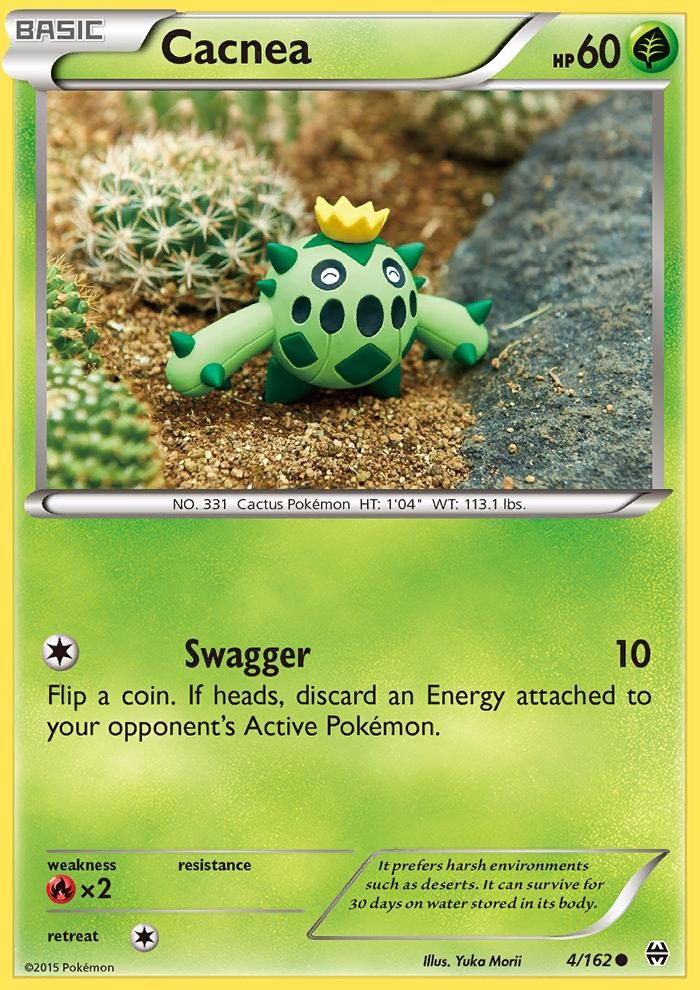 BASIC
Cacnea
HP60
NO. 331 Cactus Pokémon HT: 1'04" WT: 113.1 lbs.
Swagger 10
Flip a coin. If heads, discard an Energy attached to
your opponent's Active Pokémon.
weakness resistance
×2
It prefers harsh environments
such as deserts. It can survive for
30 days on water stored in its body.
retreat
©2015 Pokémon
Illus. Yuka Morii
4/162